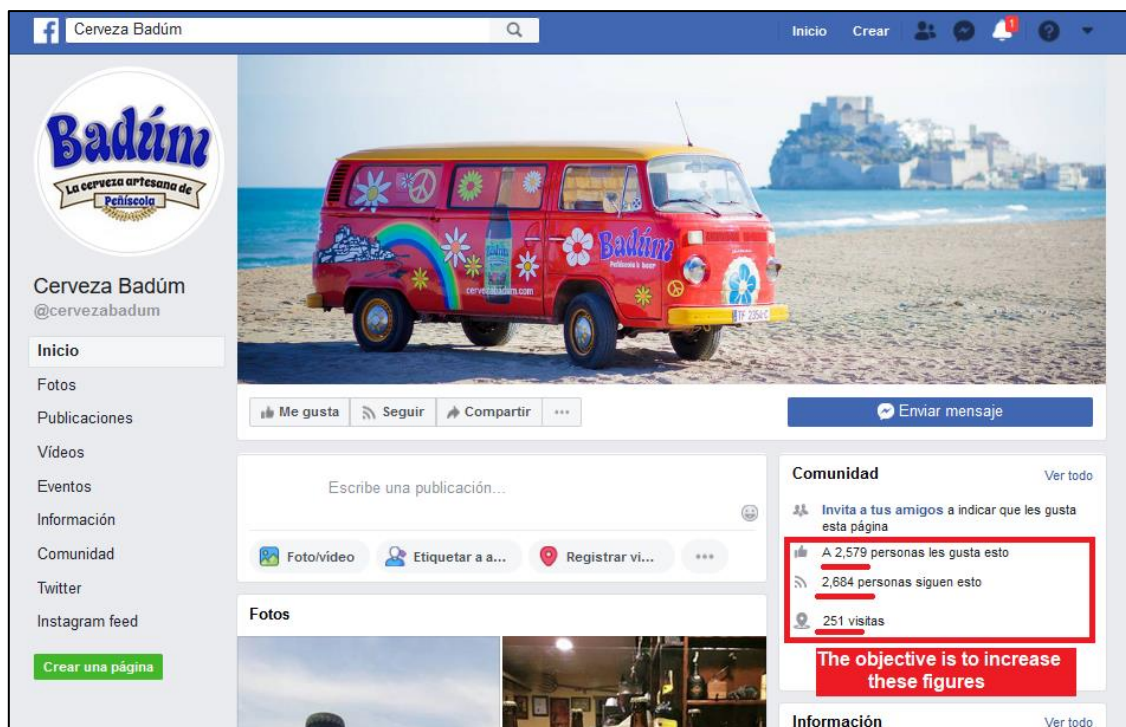 Cerveza Badúm
Inicio
Crear
1
Badúm
La cerveza artesana de
Peñíscola
Badúm
cervezabadum.com
Cerveza Badúm
@cervezabadum
Inicio
Fotos
Publicaciones
Vídeos
Eventos
Información
Comunidad
Twitter
Instagram feed
Crear una página
Me gusta
Seguir
Compartir
Enviar mensaje
Escribe una publicación...
Foto/vídeo
Etiquetar a a...
Registrar vi...
Fotos
Comunidad
Ver todo
Invita a tus amigos a indicar que les gusta
esta página
A 2,579 personas les gusta esto
2,684 personas siguen esto
251 visitas
The objective is to increase
these figures
Información
Ver todo